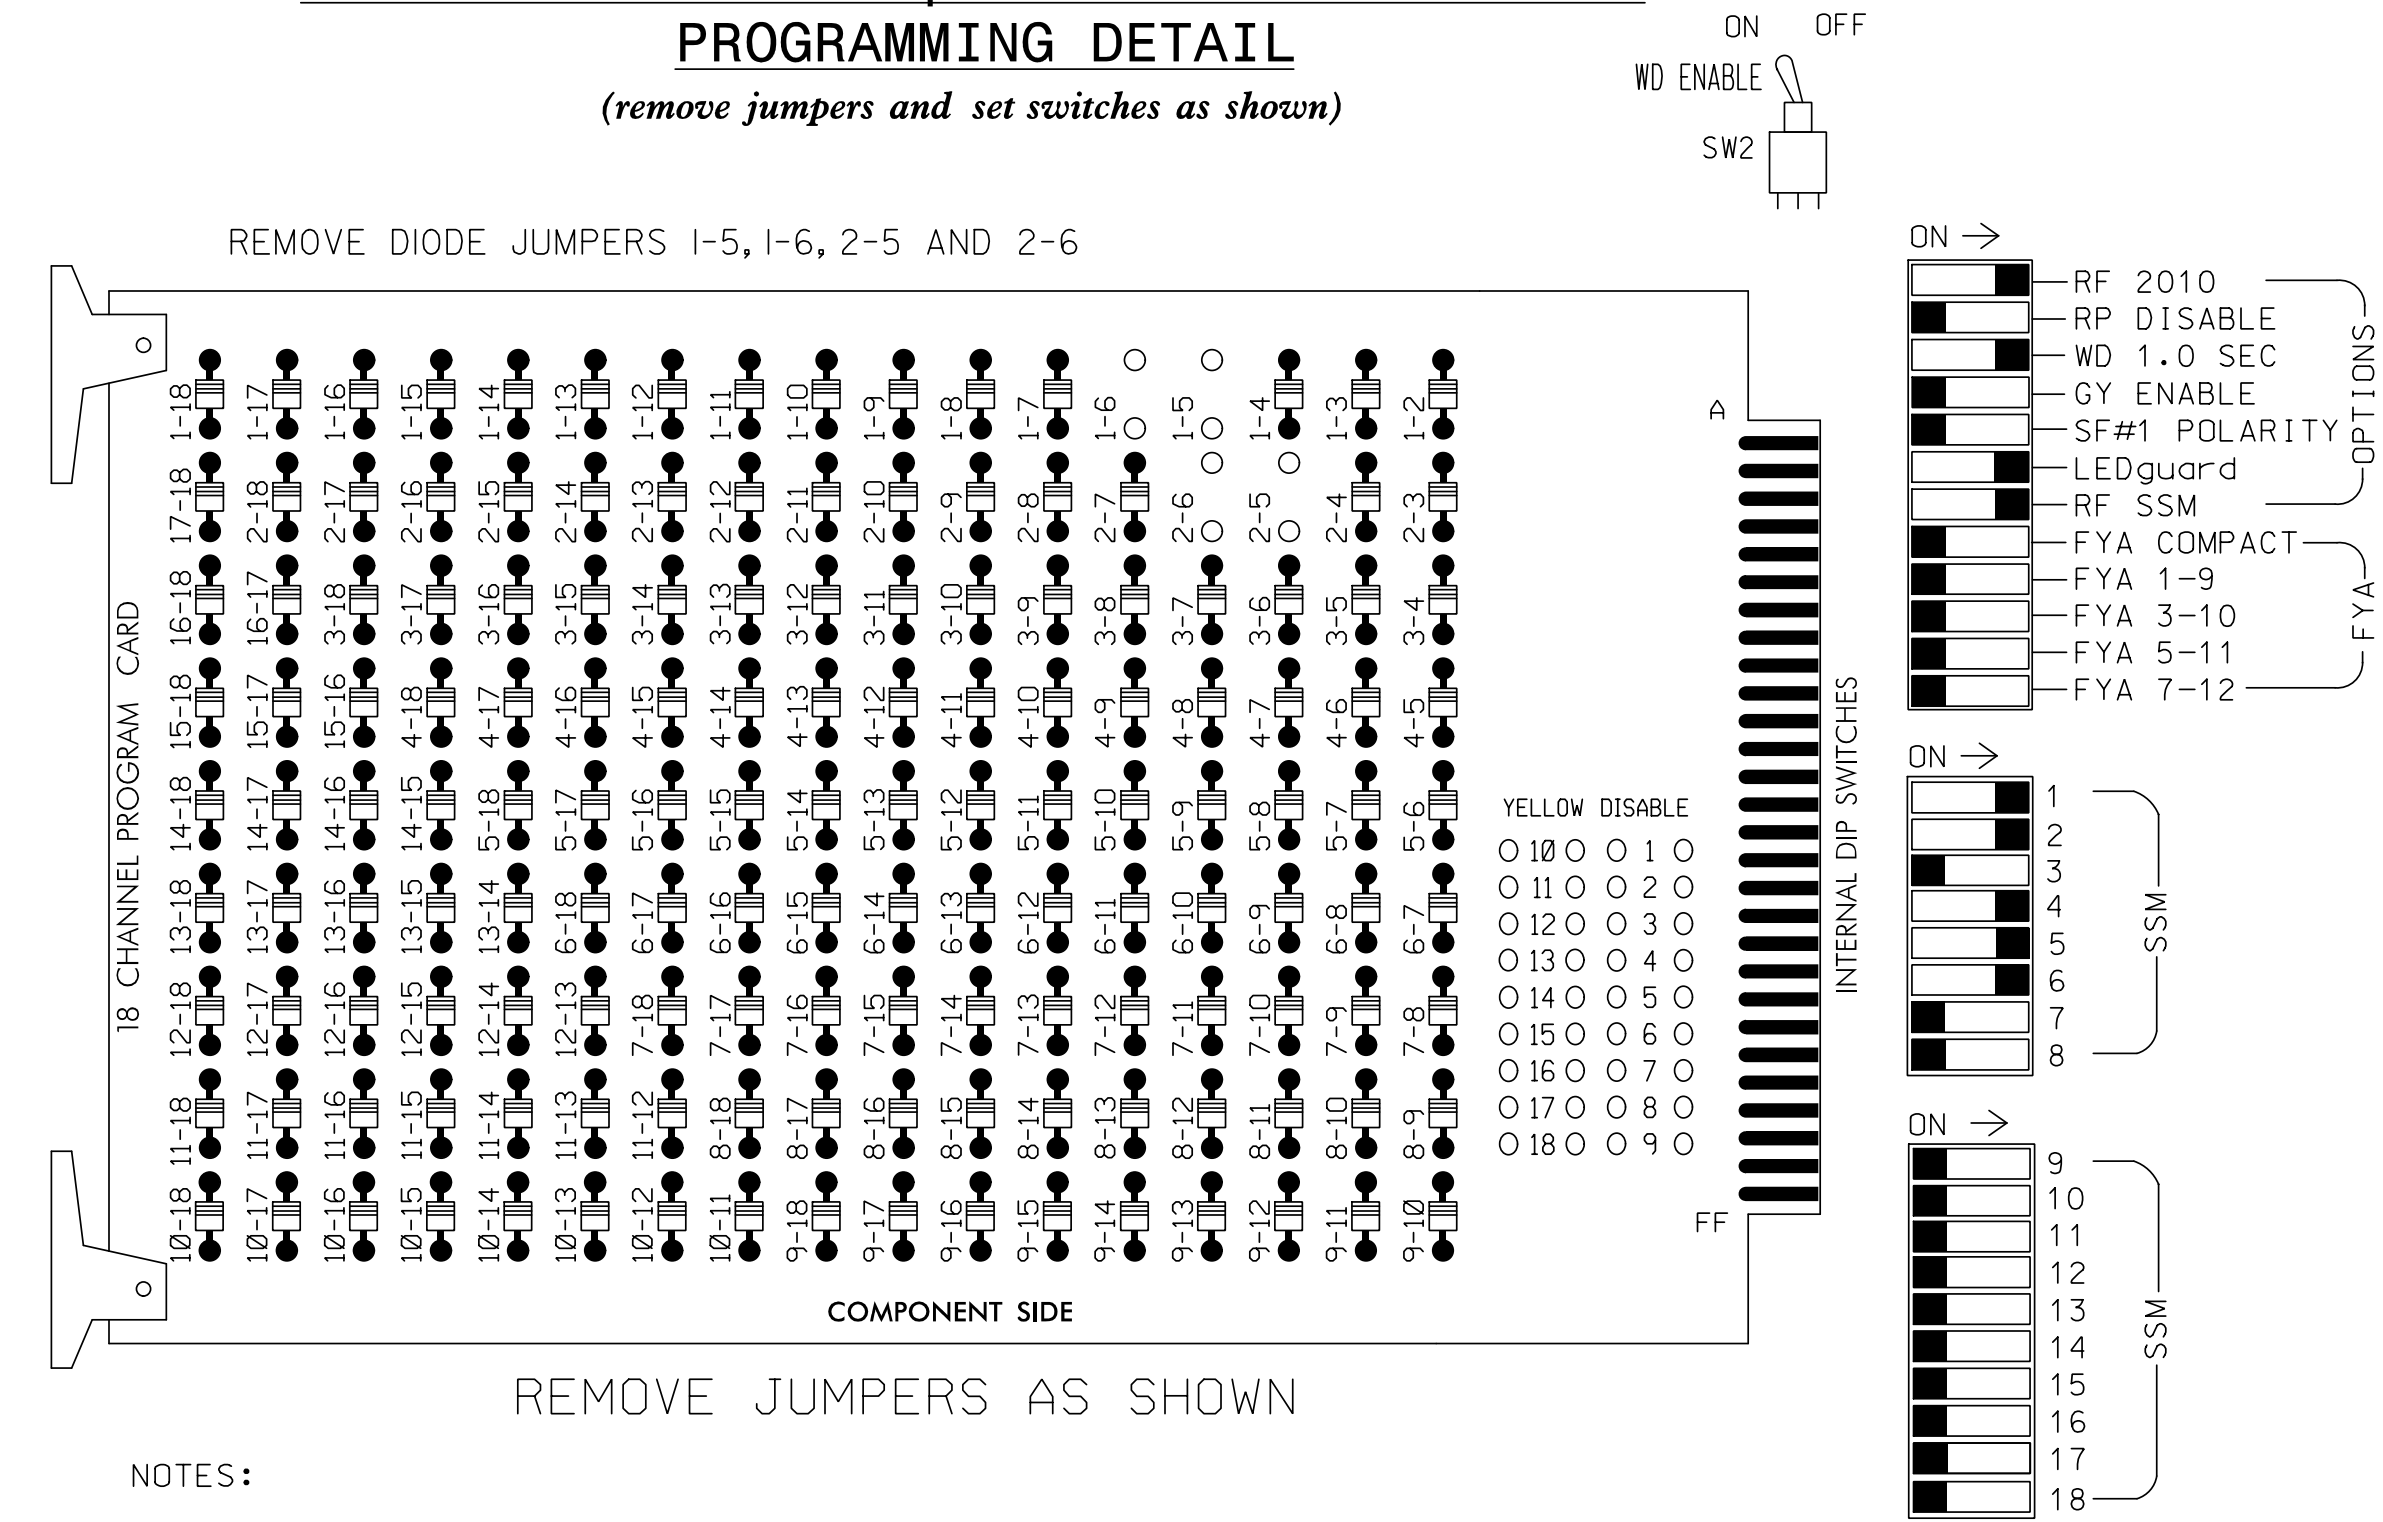 PROGRAMMING DETAIL
(remove jumpers and set switches as shown)
ON OFF
WD ENABLE
SW2
REMOVE DIODE JUMPERS 1-5, 1-6, 2-5 AND 2-6
18 CHANNEL PROGRAM CARD
1-18 1-17 1-16 1-15 1-14 1-13 1-12 1-11 1-10 1-9 1-8 1-7 1-6 1-5 1-4 1-3 1-2
17-18 2-18 2-17 2-16 2-15 2-14 2-13 2-12 2-11 2-10 2-9 2-8 2-7 2-6 2-5 2-4 2-3
16-18 16-17 3-18 3-17 3-16 3-15 3-14 3-13 3-12 3-11 3-10 3-9 3-8 3-7 3-6 3-5 3-4
15-18 15-17 15-16 4-18 4-17 4-16 4-15 4-14 4-13 4-12 4-11 4-10 4-9 4-8 4-7 4-6 4-5
14-18 14-17 14-16 14-15 5-18 5-17 5-16 5-15 5-14 5-13 5-12 5-11 5-10 5-9 5-8 5-7 5-6
13-18 13-17 13-16 13-15 13-14 6-18 6-17 6-16 6-15 6-14 6-13 6-12 6-11 6-10 6-9 6-8 6-7
12-18 12-17 12-16 12-15 12-14 12-13 7-18 7-17 7-16 7-15 7-14 7-13 7-12 7-11 7-10 7-9 7-8
11-18 11-17 11-16 11-15 11-14 11-13 11-12 8-18 8-17 8-16 8-15 8-14 8-13 8-12 8-11 8-10 8-9
10-18 10-17 10-16 10-15 10-14 10-13 10-12 10-11 9-18 9-17 9-16 9-15 9-14 9-13 9-12 9-11 9-10
A
YELLOW DISABLE
10 1
11 2
12 3
13 4
14 5
15 6
16 7
17 8
18 9
FF
COMPONENT SIDE
INTERNAL DIP SWITCHES
ON
RF 2010
RP DISABLE
WD 1.0 SEC
GY ENABLE
SF#1 POLARITY
LEDguard
RF SSM
OPTIONS
FYA COMPACT
FYA 1-9
FYA 3-10
FYA 5-11
FYA 7-12
FYA
ON
1
2
3
4
5
6
7
8
SSM
ON
9
10
11
12
13
14
15
16
17
18
SSM
REMOVE JUMPERS AS SHOWN
NOTES: